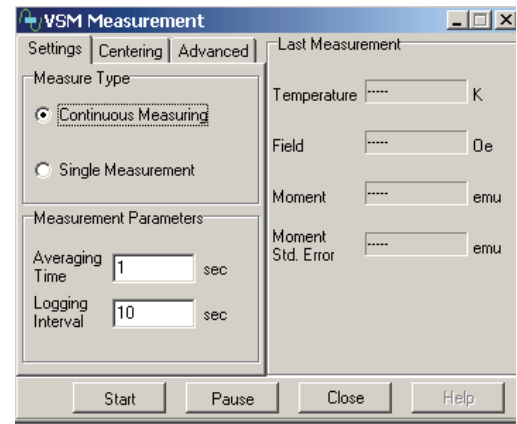 VSM Measurement
Settings Centering Advanced
Measure Type
Continuous Measuring
Single Measurement
Measurement Parameters
Averaging
Time 1 sec
Logging
Interval 10 sec
Last Measurement
Temperature ----- K
Field ----- Oe
Moment ----- emu
Moment
Std. Error ----- emu
Start Pause Close Help